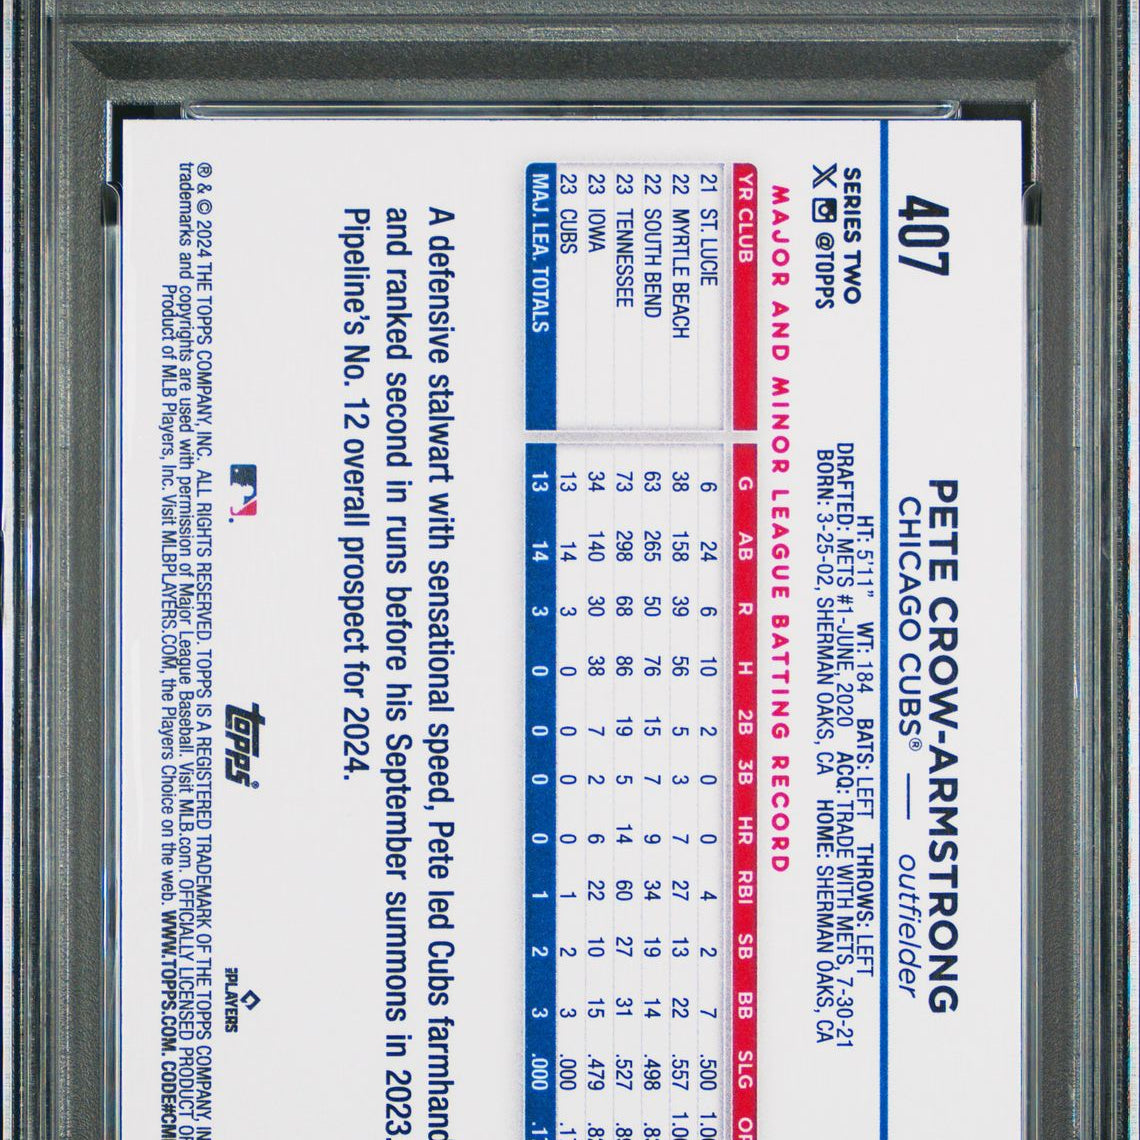 407
PETE CROW-ARMSTRONG
CHICAGO CUBS® — outfielder
SERIES TWO
X @TOPPS
HT: 5'11" WT: 184 BATS: LEFT THROWS: LEFT
DRAFTED: METS #1-JUNE, 2020 ACQ: TRADE WITH METS, 7-30-21
BORN: 3-25-02, SHERMAN OAKS, CA HOME: SHERMAN OAKS, CA
MAJOR AND MINOR LEAGUE BATTING RECORD
YR CLUB G AB R H 2B 3B HR RBI SB BB SLG
21 ST. LUCIE 6 24 6 10 2 0 0 4 2 7 .500
22 MYRTLE BEACH 38 158 39 56 5 3 7 27 13 22 .557
22 SOUTH BEND 63 265 50 76 15 7 9 34 19 14 .498
23 TENNESSEE 73 298 68 86 19 5 14 60 27 31 .527
23 IOWA 34 140 30 38 7 2 6 22 10 15 .479
23 CUBS 13 14 3 0 0 0 0 1 2 3 .000
MAJ. LEA. TOTALS 13 14 3 0 0 0 0 1 2 3 .000
A defensive stalwart with sensational speed, Pete led Cubs farmhand
and ranked second in runs before his September summons in 2023.
Pipeline's No. 12 overall prospect for 2024.
topps®
PLAYERS
® & © 2024 THE TOPPS COMPANY, INC. ALL RIGHTS RESERVED. TOPPS IS A REGISTERED TRADEMARK OF THE TOPPS COMPANY,
trademarks and copyrights are used with permission of Major League Baseball. Visit MLB.com. OFFICIALLY LICENSED PRODUCT
Product of MLB Players, Inc. Visit MLBPLAYERS.COM, the Players Choice on the web. WWW.TOPPS.COM. CODE#CM